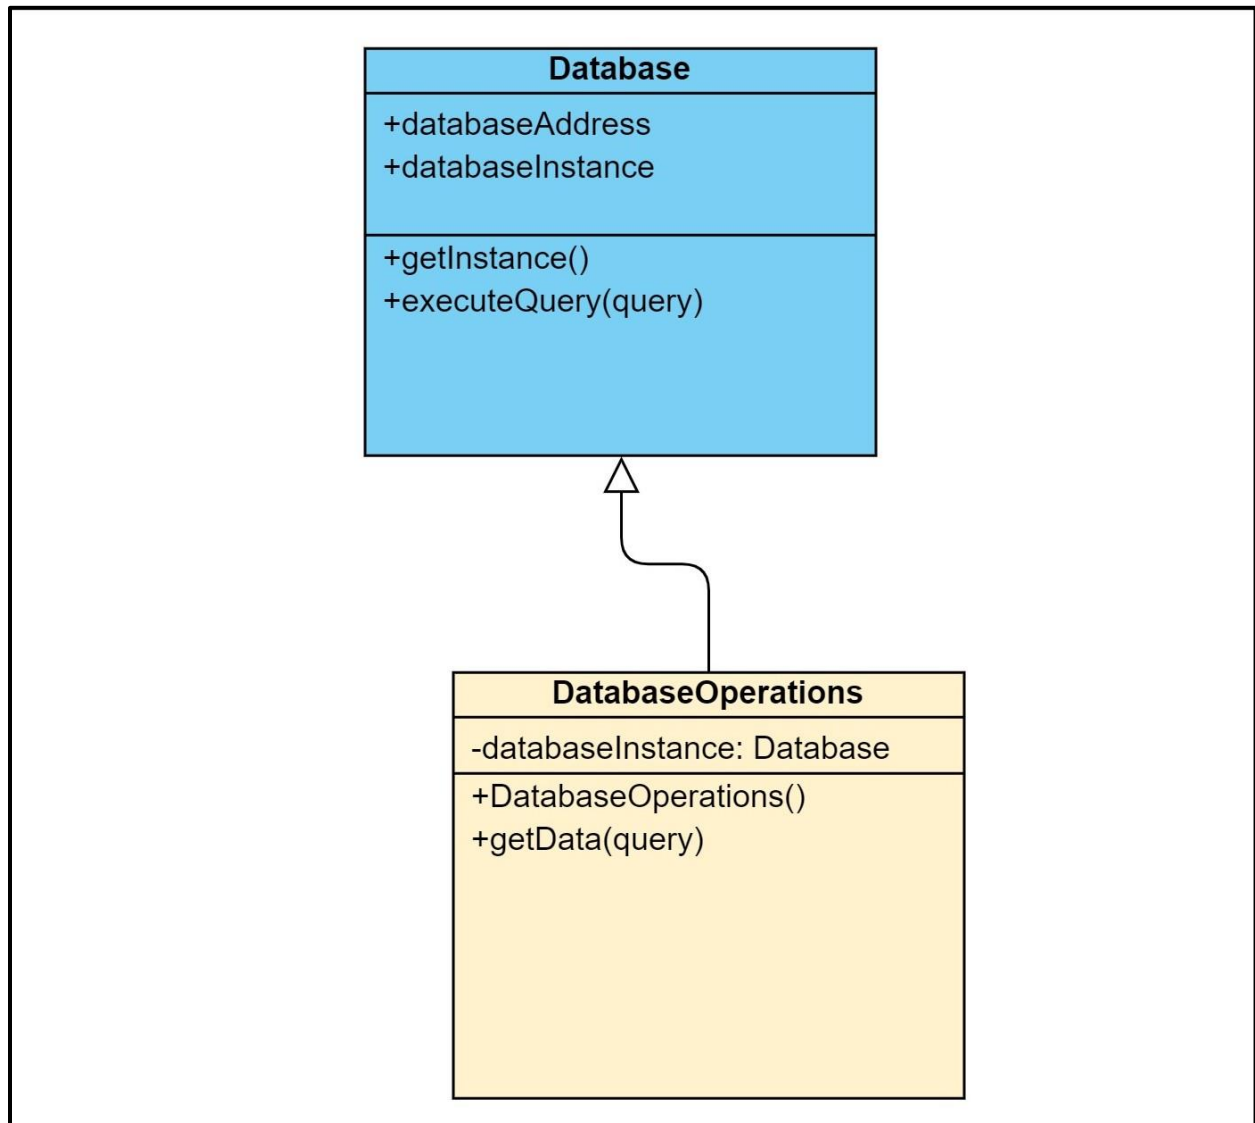 Database
+databaseAddress
+databaseInstance
+getInstance()
+executeQuery(query)
DatabaseOperations
-databaseInstance: Database
+DatabaseOperations()
+getData(query)